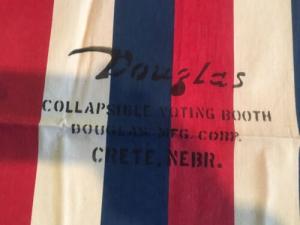 Douglas
COLLAPSIBLE VOTING BOOTH
DOUGLAS MFG. CORP.
CRETE, NEBR.